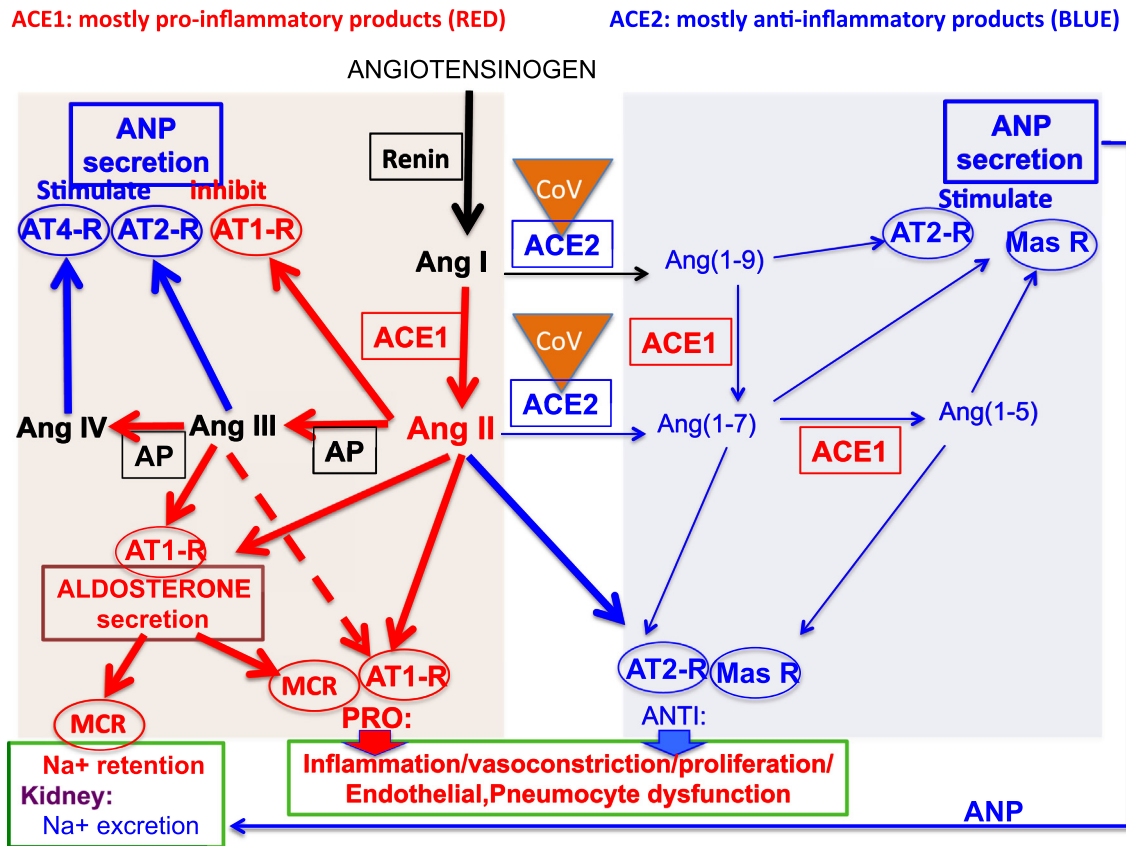 ACE1: mostly pro-inflammatory products (RED)
ACE2: mostly anti-inflammatory products (BLUE)
ANGIOTENSINOGEN
ANP
secretion
Stimulate
Inhibit
AT4-R
AT2-R
AT1-R
Renin
CoV
ACE2
ANP
secretion
Stimulate
AT2-R
Mas R
Ang I
Ang(1-9)
ACE1
CoV
ACE2
ACE1
Ang IV
AP
Ang III
AP
Ang II
Ang(1-7)
ACE1
Ang(1-5)
AT1-R
ALDOSTERONE
secretion
MCR
MCR
AT1-R
PRO:
AT2-R
Mas R
ANTI:
Na+ retention
Kidney:
Na+ excretion
Inflammation/vasoconstriction/proliferation/
Endothelial,Pneumocyte dysfunction
ANP